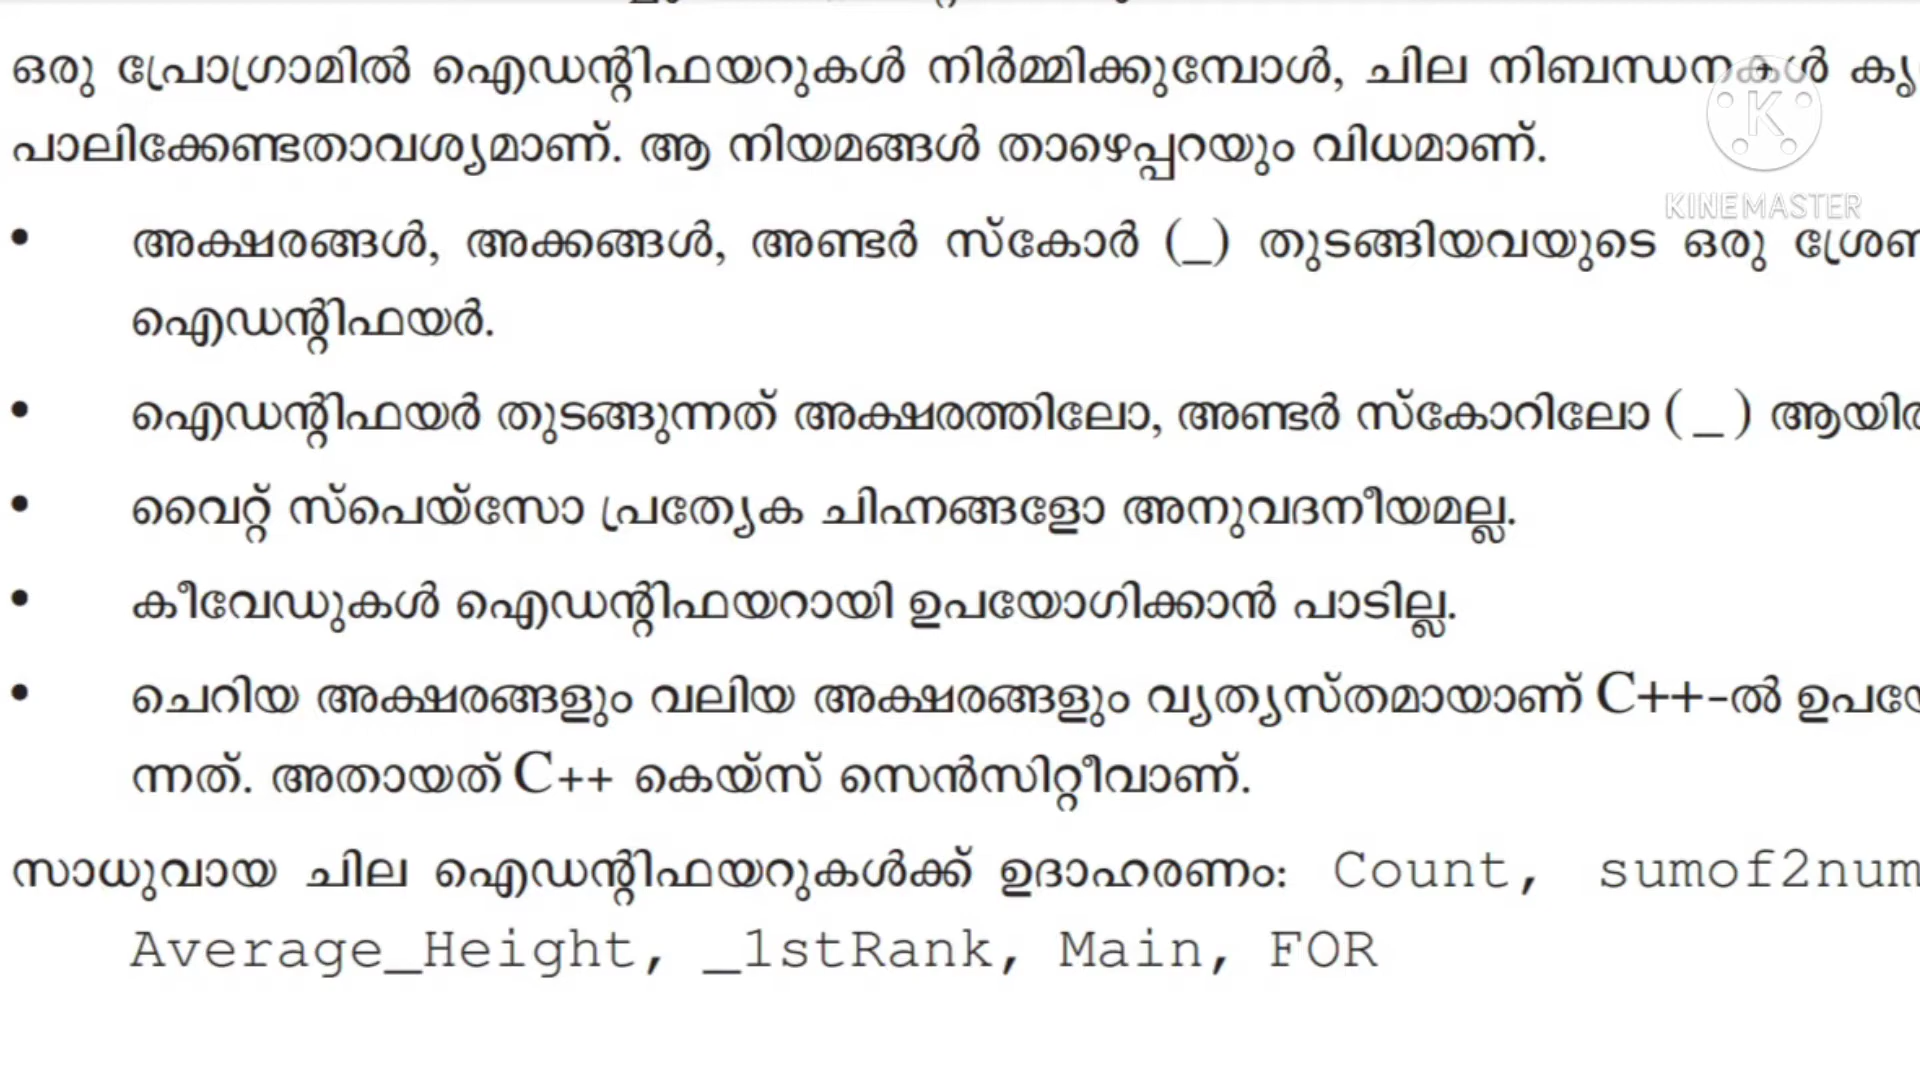 ഒരു പ്രോഗ്രാമിൽ ഐഡന്റിഫയറുകൾ നിർമ്മിക്കുമ്പോൾ, ചില നിബന്ധനകൾ
പാലിക്കേണ്ടതാവശ്യമാണ്. ആ നിയമങ്ങൾ താഴെപ്പറയും വിധമാണ്.
KINEMASTER
• അക്ഷരങ്ങൾ, അക്കങ്ങൾ, അണ്ടർ സ്കോർ (_) തുടങ്ങിയവയുടെ ഒരു
ഐഡന്റിഫയർ.
• ഐഡന്റിഫയർ തുടങ്ങുന്നത് അക്ഷരത്തിലോ, അണ്ടർ സ്കോറിലോ ( _ )
• വൈറ്റ് സ്പെയ്സോ പ്രത്യേക ചിഹ്നങ്ങളോ അനുവദനീയമല്ല.
• കീവേഡുകൾ ഐഡന്റിഫയറായി ഉപയോഗിക്കാൻ പാടില്ല.
• ചെറിയ അക്ഷരങ്ങളും വലിയ അക്ഷരങ്ങളും വ്യത്യസ്തമായാണ് C++-ൽ
ന്നത്. അതായത് C++ കെയ്സ് സെൻസിറ്റീവാണ്.
സാധുവായ ചില ഐഡന്റിഫയറുകൾക്ക് ഉദാഹരണം: Count, sumof2num
Average_Height, _1stRank, Main, FOR